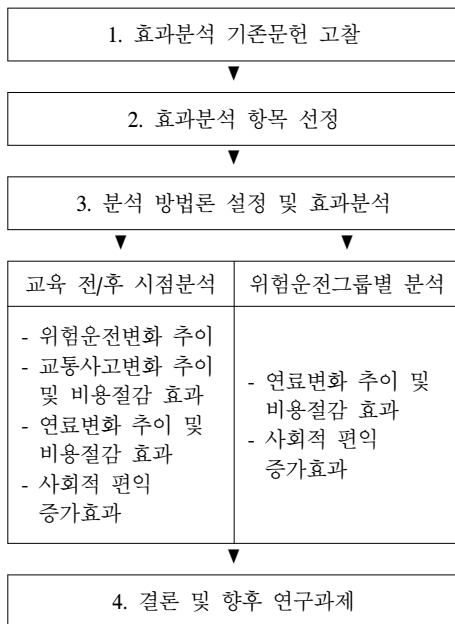 1. 효과분석 기존문헌 고찰
▼
2. 효과분석 항목 선정
▼
3. 분석 방법론 설정 및 효과분석
▼ ▼
교육 전/후 시점분석
- 위험운전변화 추이
- 교통사고변화 추이
및 비용절감 효과
- 연료변화 추이 및
비용절감 효과
- 사회적 편익
증가효과
위험운전그룹별 분석
- 연료변화 추이 및
비용절감 효과
- 사회적 편익
증가효과
▼
4. 결론 및 향후 연구과제